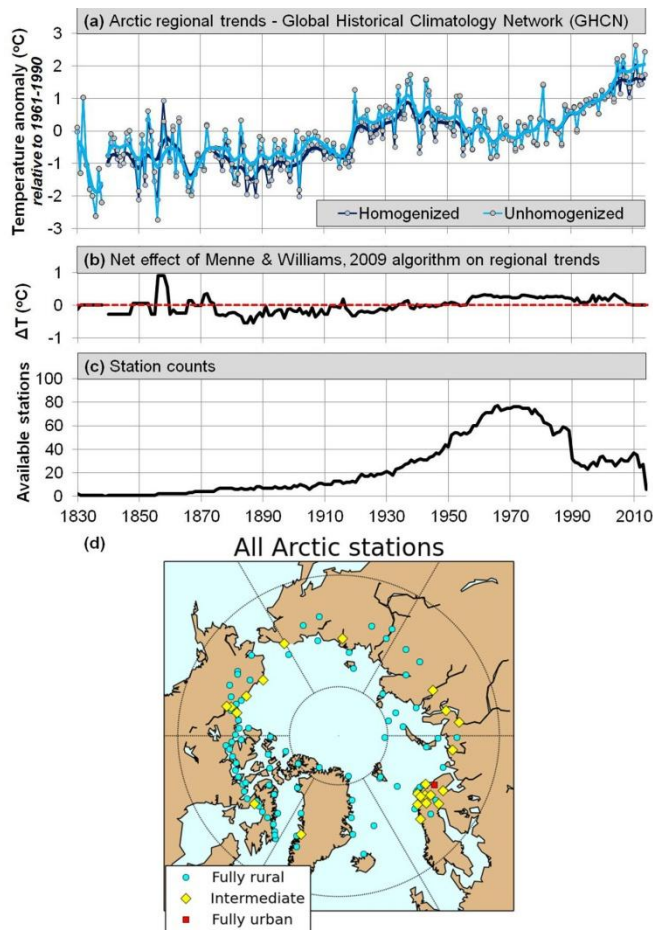 (a) Arctic regional trends - Global Historical Climatology Network (GHCN)
Temperature anomaly (°C)
relative to 1961-1990
3
2
1
0
-1
-2
-3
Homogenized
Unhomogenized
(b) Net effect of Menne & Williams, 2009 algorithm on regional trends
ΔT (°C)
1
0
-1
(c) Station counts
Available stations
100
80
60
40
20
0
1830 1850 1870 1890 1910 1930 1950 1970 1990 2010
(d)
All Arctic stations
Fully rural
Intermediate
Fully urban